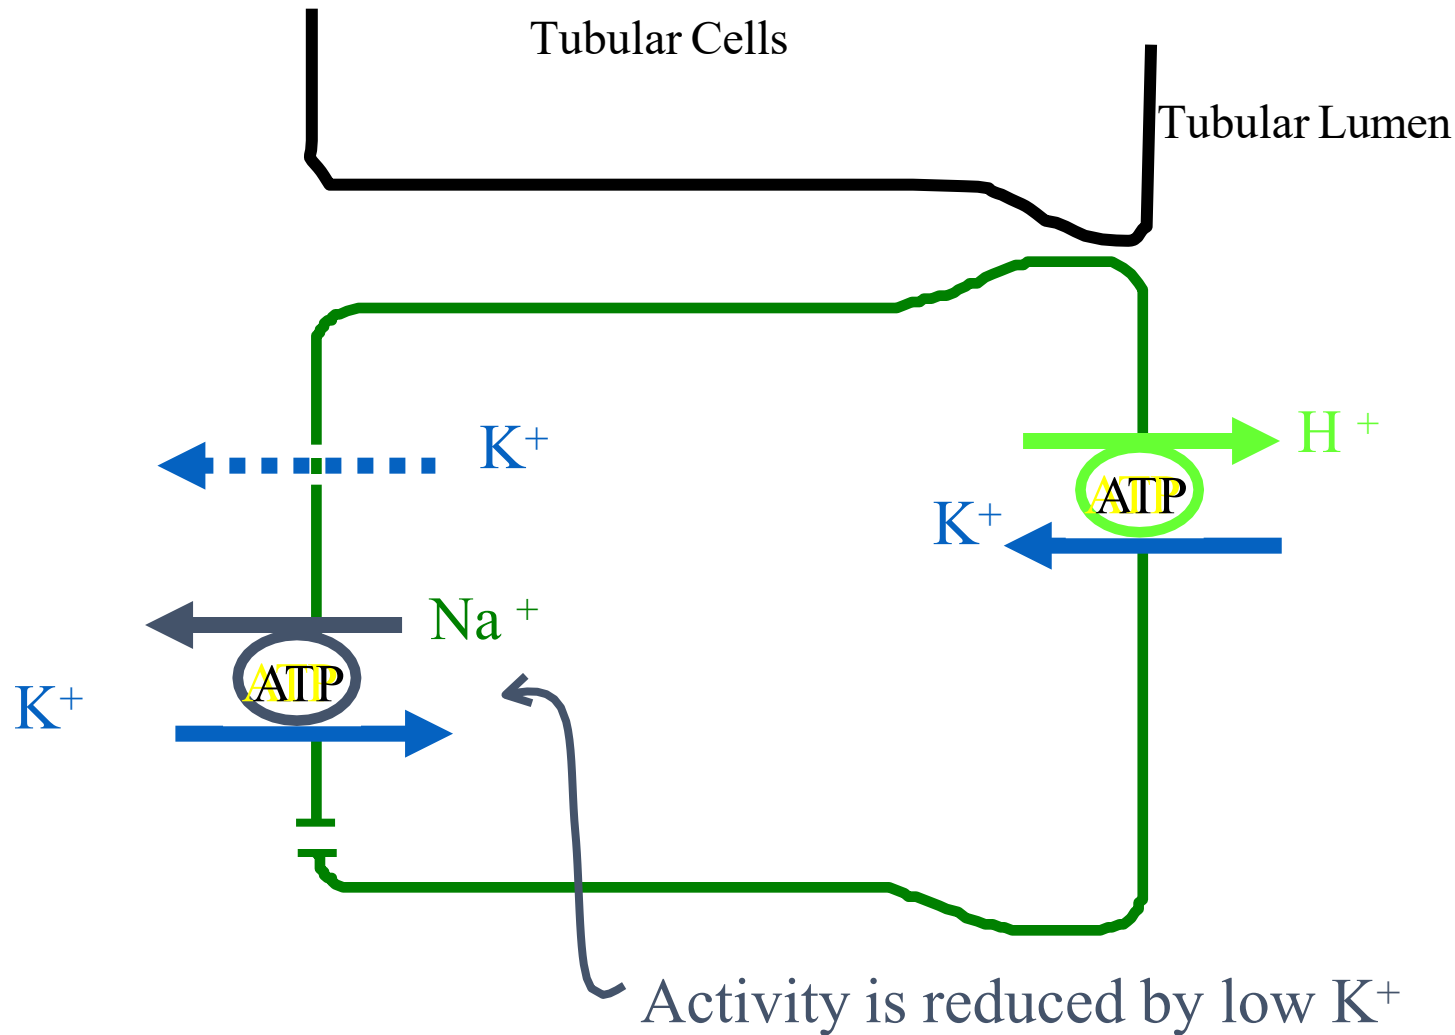 Tubular Cells
Tubular Lumen
H +
K+
ATP
K+
Na +
ATP
K+
Activity is reduced by low K+